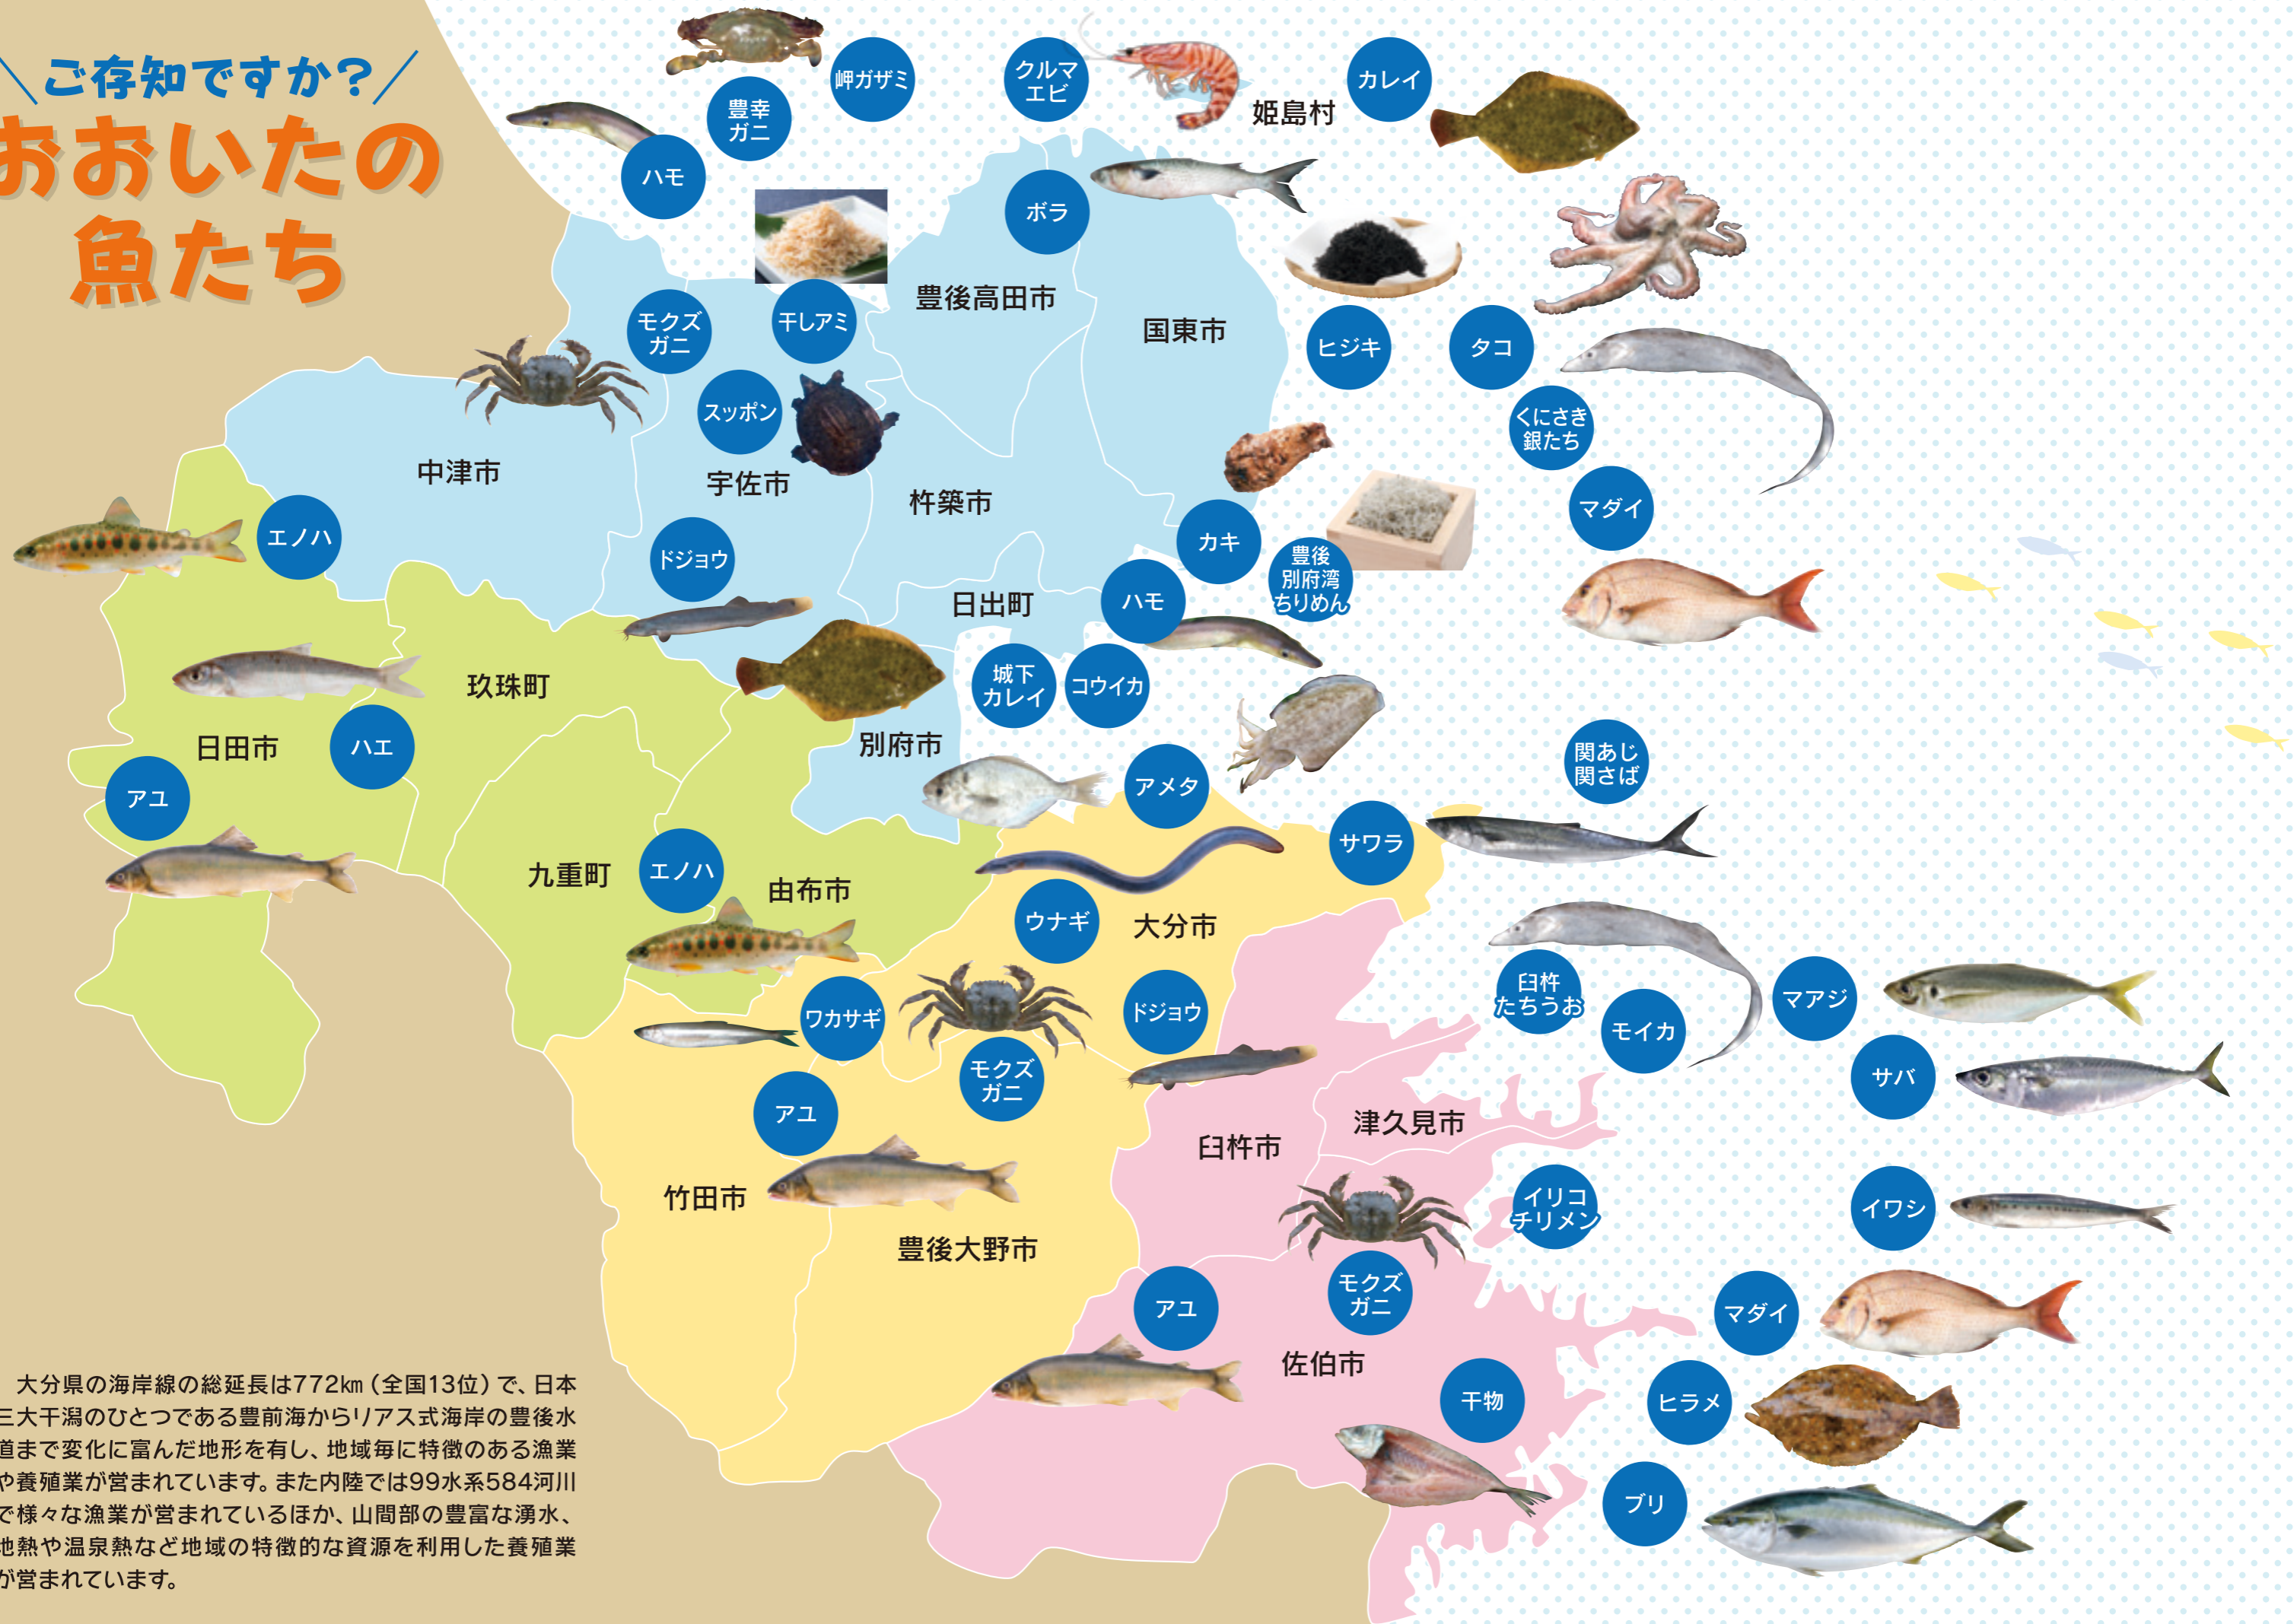 ご存知ですか?
おおいたの
魚たち
岬ガザミ
クルマ
エビ
カレイ
豊幸
ガニ
姫島村
ハモ
ボラ
豊後高田市
モクズ
ガニ
干しアミ
国東市
ヒジキ
タコ
スッポン
くにさき
銀たち
中津市
宇佐市
杵築市
マダイ
エノハ
カキ
ドジョウ
豊後
別府湾
ちりめん
日出町
ハモ
玖珠町
城下
カレイ
コウイカ
日田市
ハエ
別府市
関あじ
関さば
アユ
アメタ
サワラ
九重町
エノハ
由布市
ウナギ
大分市
臼杵
たちうお
マアジ
ワカサギ
ドジョウ
モイカ
モクズ
ガニ
サバ
アユ
津久見市
臼杵市
竹田市
イリコ
チリメン
イワシ
豊後大野市
モクズ
ガニ
アユ
マダイ
佐伯市
干物
ヒラメ
ブリ
大分県の海岸線の総延長は772㎞(全国13位)で、日本
三大干潟のひとつである豊前海からリアス式海岸の豊後水
道まで変化に富んだ地形を有し、地域毎に特徴のある漁業
や養殖業が営まれています。また内陸では99水系584河川
で様々な漁業が営まれているほか、山間部の豊富な湧水、
地熱や温泉熱など地域の特徴的な資源を利用した養殖業
が営まれています。